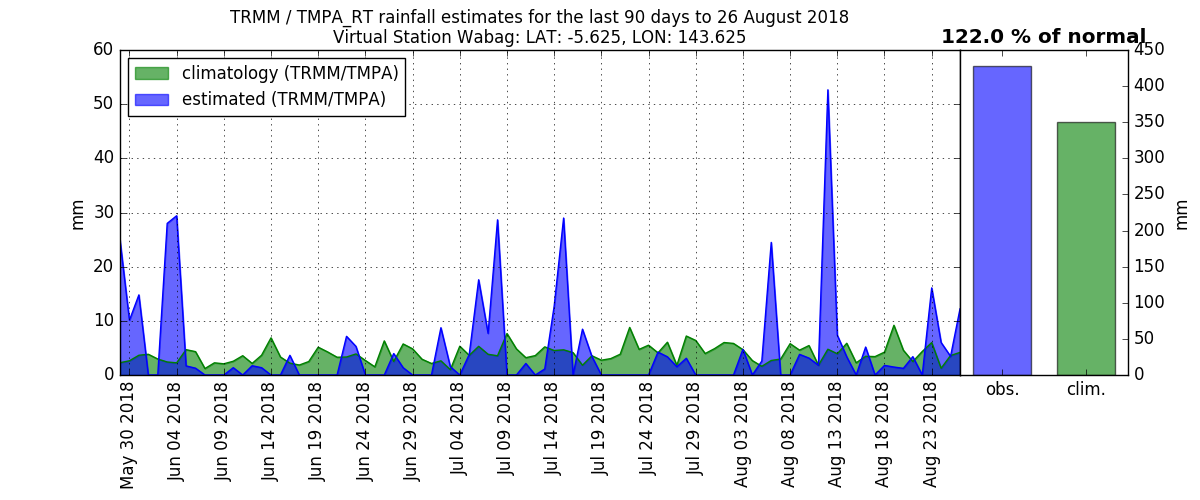 TRMM / TMPA_RT rainfall estimates for the last 90 days to 26 August 2018
Virtual Station Wabag: LAT: -5.625, LON: 143.625
122.0 % of normal
climatology (TRMM/TMPA)
estimated (TRMM/TMPA)
60
50
40
30
20
10
0
mm
450
400
350
300
250
200
150
100
50
0
mm
obs.
clim.
May 30 2018
Jun 04 2018
Jun 09 2018
Jun 14 2018
Jun 19 2018
Jun 24 2018
Jun 29 2018
Jul 04 2018
Jul 09 2018
Jul 14 2018
Jul 19 2018
Jul 24 2018
Jul 29 2018
Aug 03 2018
Aug 08 2018
Aug 13 2018
Aug 18 2018
Aug 23 2018